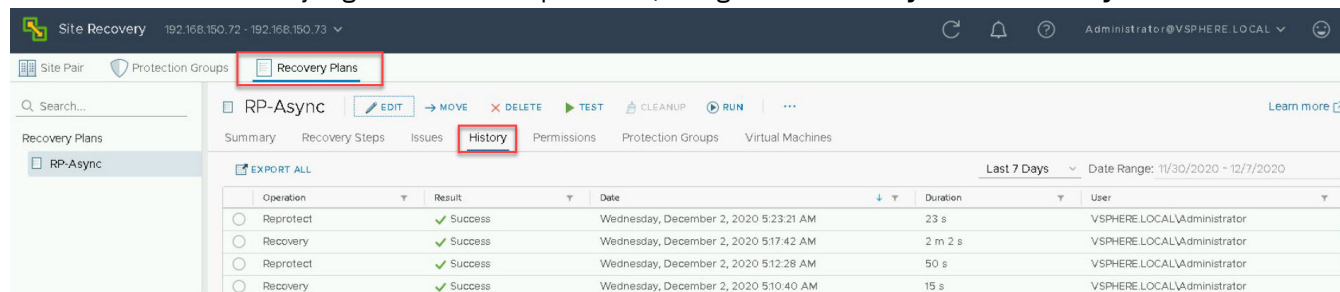 Site Recovery 192.168.150.72 - 192.168.150.73 Administrator@VSPHERE.LOCAL
Site Pair Protection Groups Recovery Plans
Search... RP-Async EDIT MOVE DELETE TEST CLEANUP RUN ... Learn more
Recovery Plans Summary Recovery Steps Issues History Permissions Protection Groups Virtual Machines
RP-Async EXPORT ALL Last 7 Days Date Range: 11/30/2020 - 12/7/2020
Operation Result Date Duration User
Reprotect Success Wednesday, December 2, 2020 5:23:21 AM 23 s VSPHERE.LOCAL\Administrator
Recovery Success Wednesday, December 2, 2020 5:17:42 AM 2 m 2 s VSPHERE.LOCAL\Administrator
Reprotect Success Wednesday, December 2, 2020 5:12:28 AM 50 s VSPHERE.LOCAL\Administrator
Recovery Success Wednesday, December 2, 2020 5:10:40 AM 15 s VSPHERE.LOCAL\Administrator